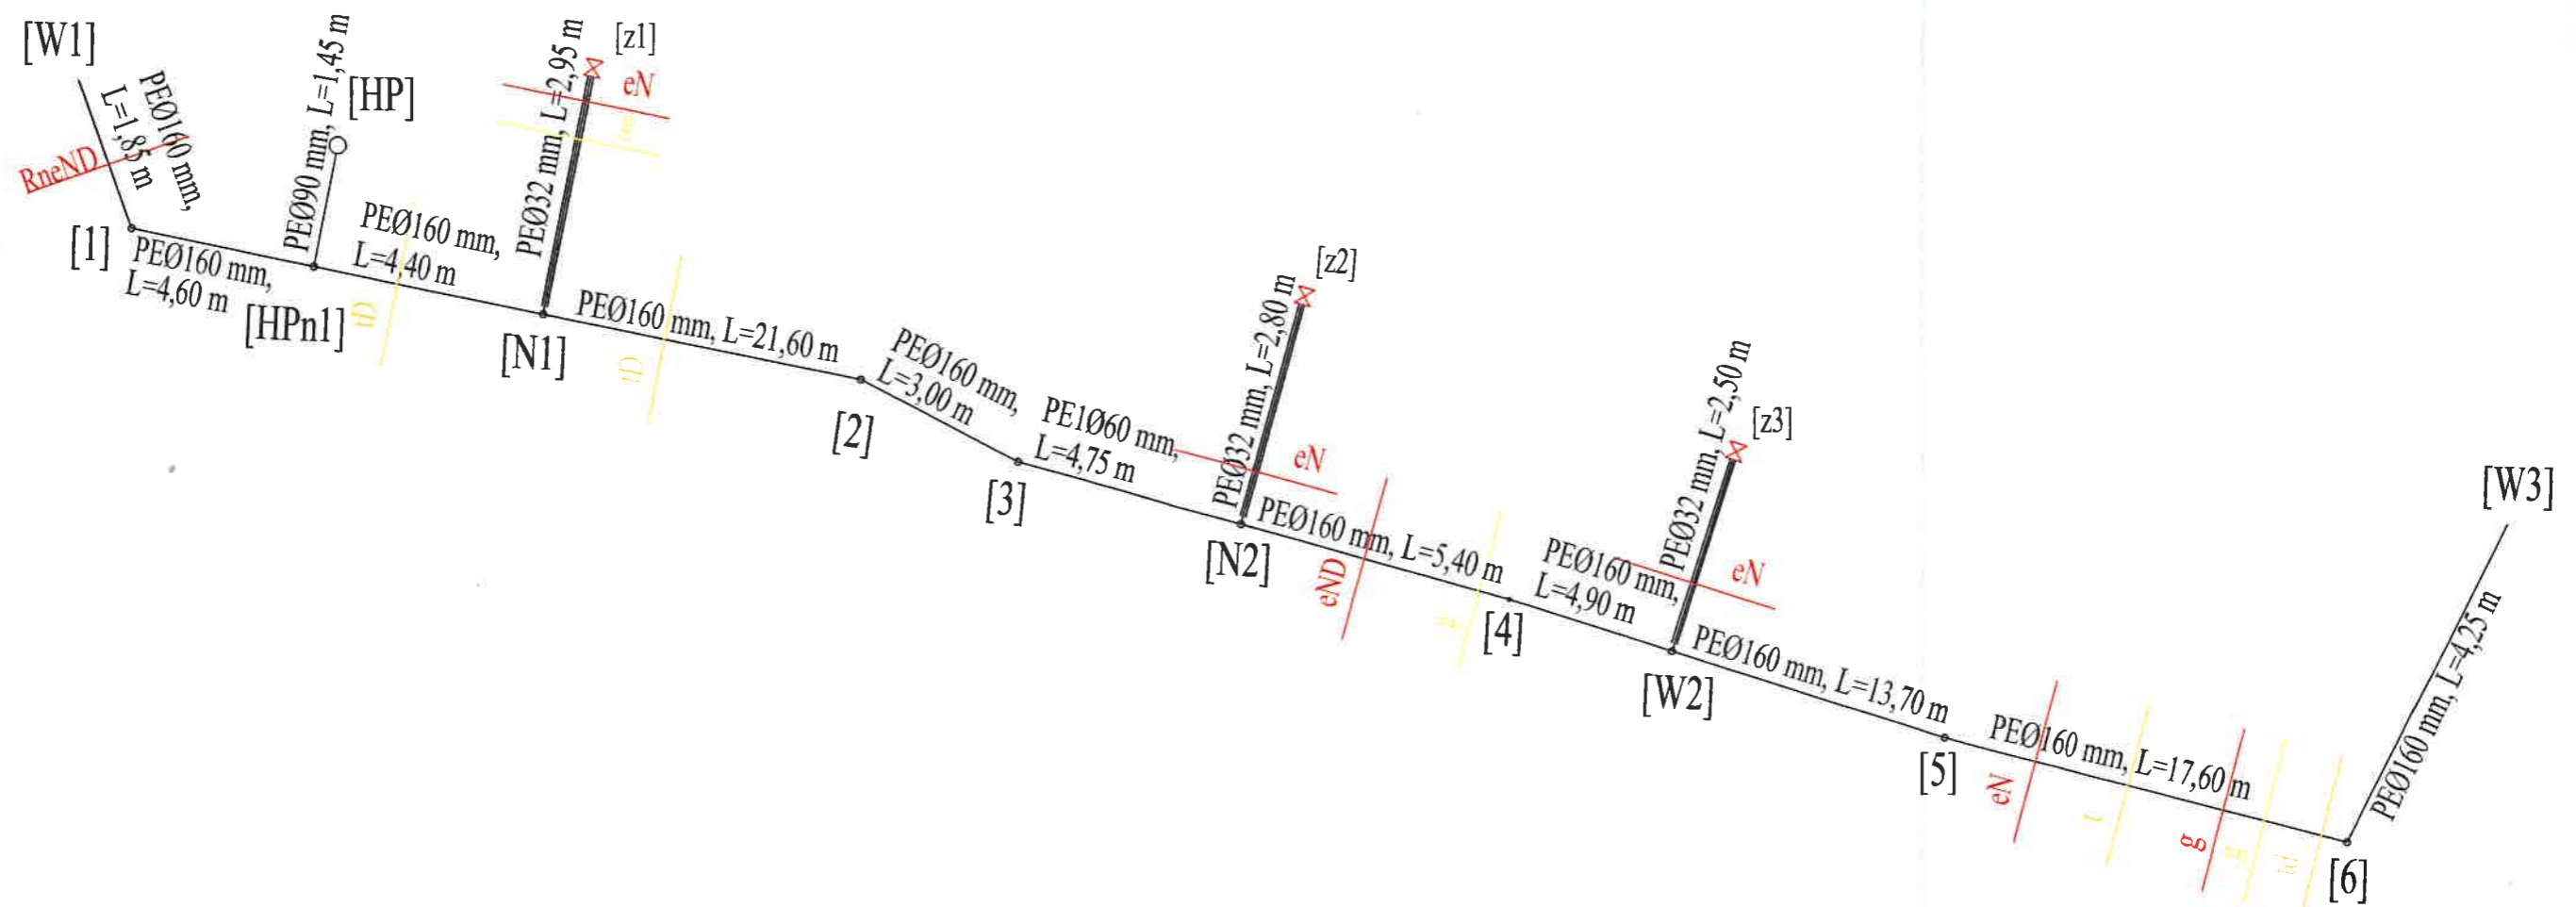 [W1]
PEØ160 mm,
L=1,85 m
RneND
[1]
PEØ160 mm,
L=4,60 m
PEØ90 mm, L=1,45 m
[HP]
[HPn1]
PEØ160 mm,
L=4,40 m
tD
PEØ32 mm, L=2,95 m
[z1]
eN
[N1]
PEØ160 mm, L=21,60 m
tD
[2]
PEØ160 mm,
L=3,00 m
[3]
PE1Ø60 mm,
L=4,75 m
PEØ32 mm, L=2,80 m
[z2]
eN
[N2]
PEØ160 mm, L=5,40 m
eND
[4]
PEØ160 mm,
L=4,90 m
PEØ32 mm, L=2,50 m
[z3]
eN
[W2]
PEØ160 mm, L=13,70 m
[5]
PEØ160 mm, L=17,60 m
eN
t
g
[6]
PEØ160 mm, L=4,25 m
[W3]